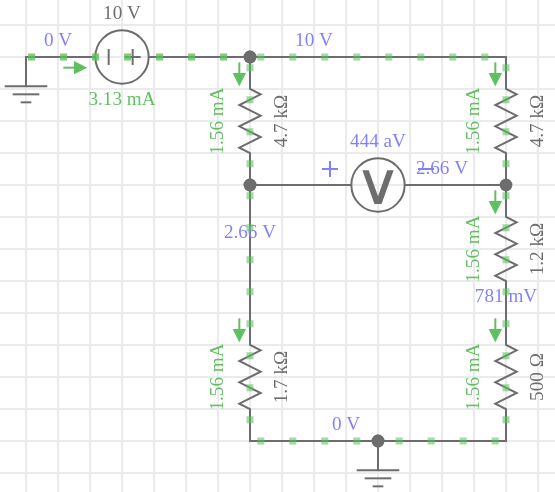 10 V
0 V
10 V
3.13 mA
1.56 mA
4.7 kΩ
1.56 mA
4.7 kΩ
444 aV
V
2.66 V
2.66 V
1.56 mA
1.2 kΩ
781 mV
1.56 mA
1.7 kΩ
1.56 mA
500 Ω
0 V